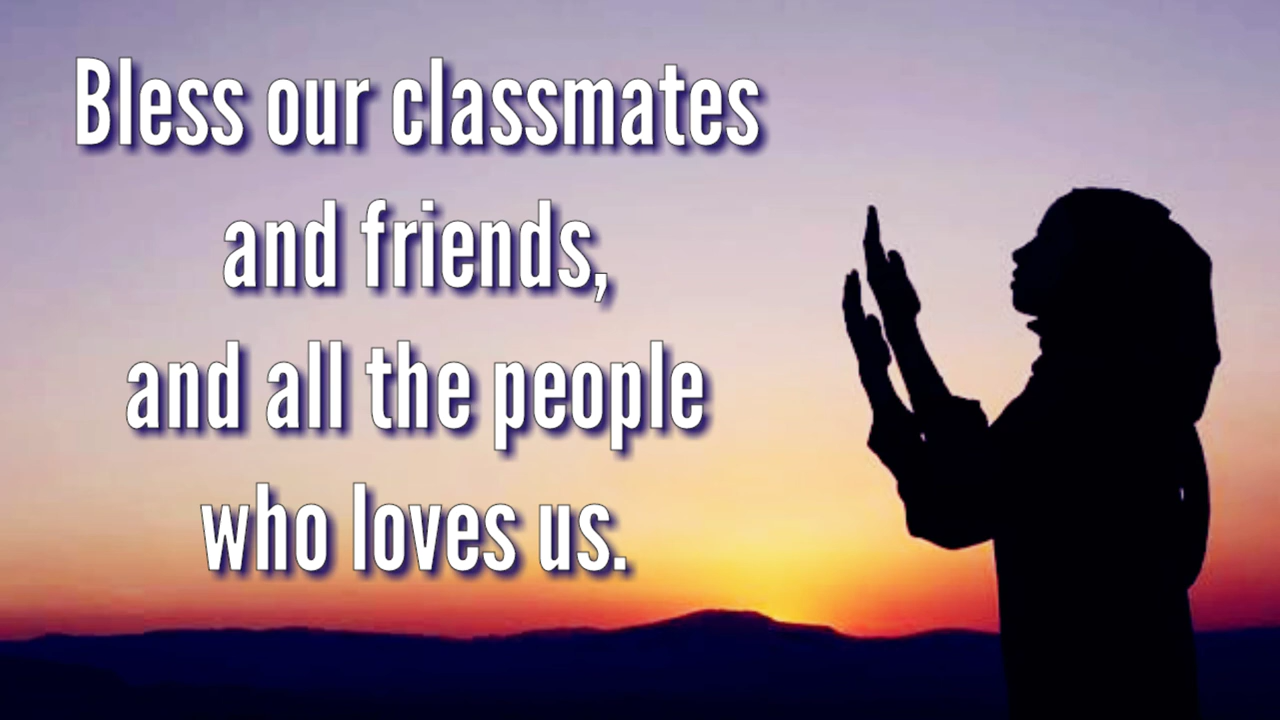 Bless our classmates
and friends,
and all the people
who loves us.